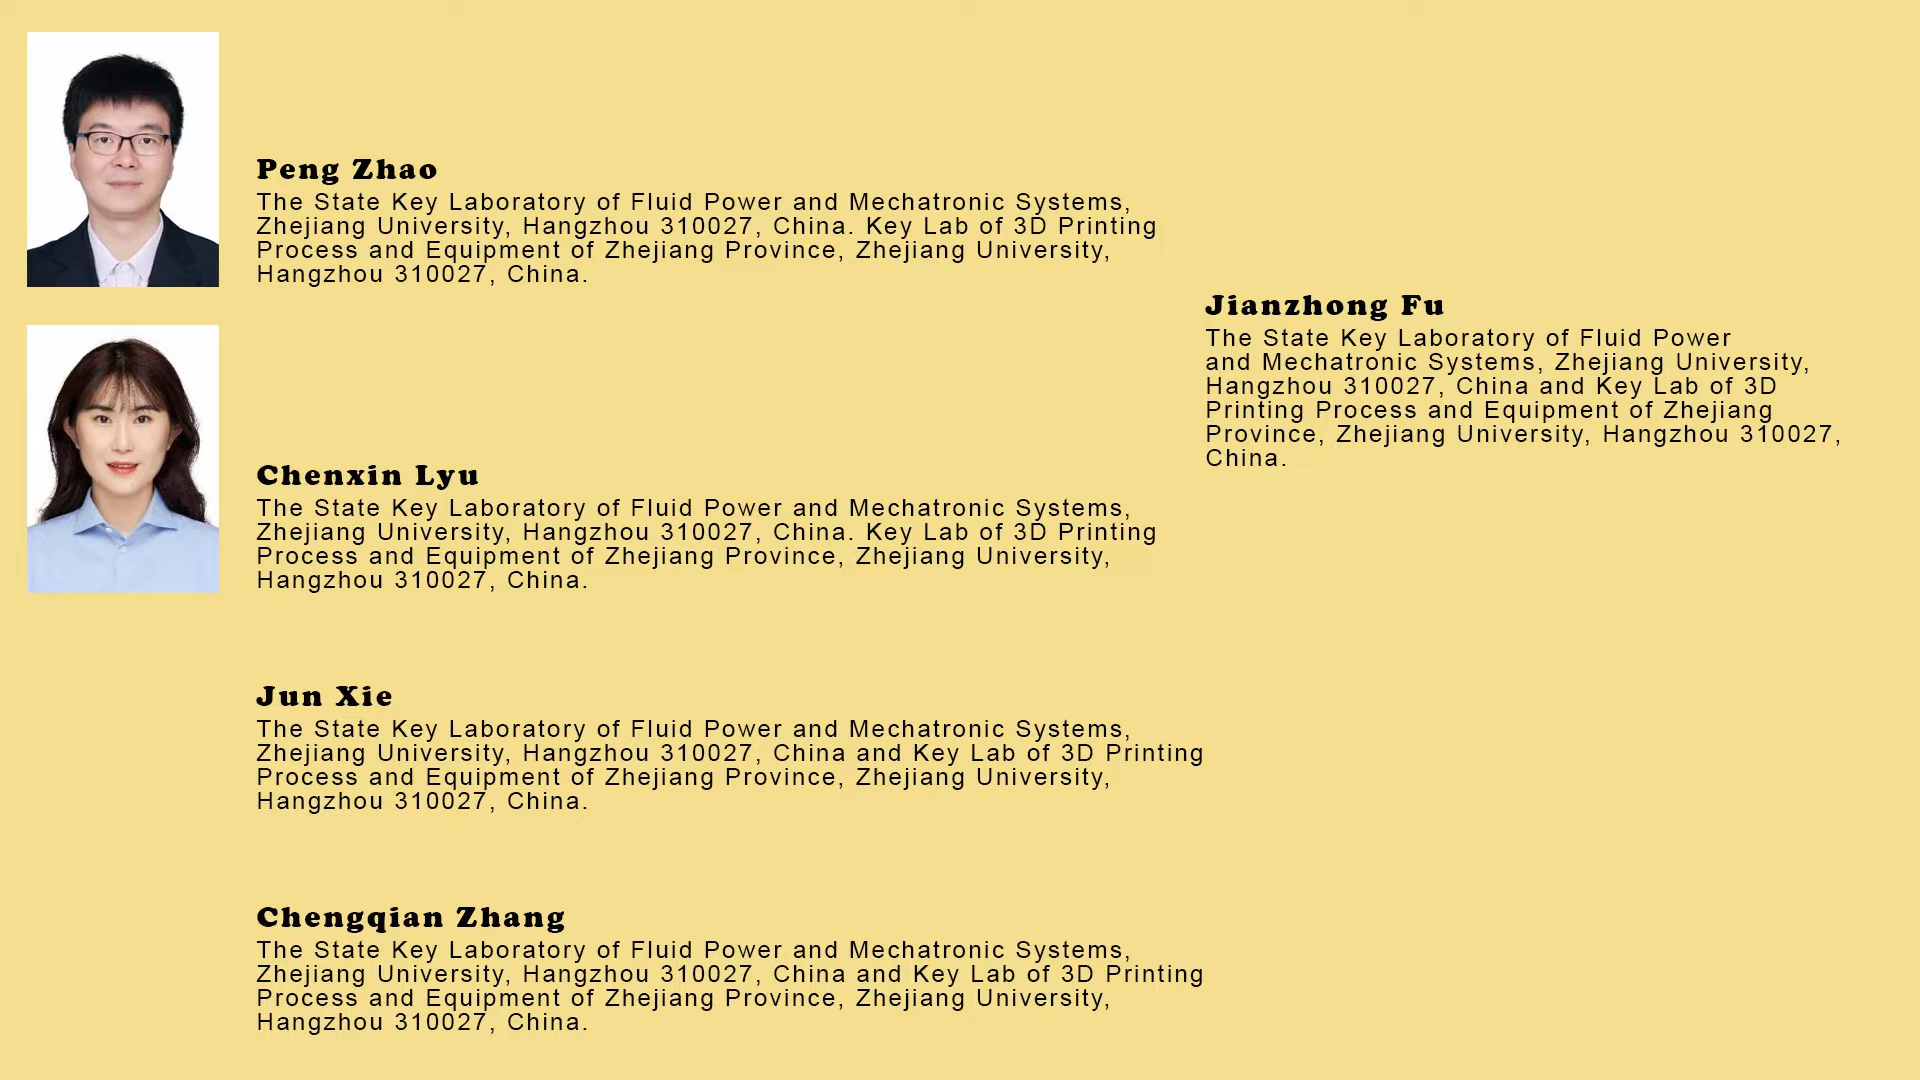 Peng Zhao
The State Key Laboratory of Fluid Power and Mechatronic Systems,
Zhejiang University, Hangzhou 310027, China. Key Lab of 3D Printing
Process and Equipment of Zhejiang Province, Zhejiang University,
Hangzhou 310027, China.
Chenxin Lyu
The State Key Laboratory of Fluid Power and Mechatronic Systems,
Zhejiang University, Hangzhou 310027, China. Key Lab of 3D Printing
Process and Equipment of Zhejiang Province, Zhejiang University,
Hangzhou 310027, China.
Jun Xie
The State Key Laboratory of Fluid Power and Mechatronic Systems,
Zhejiang University, Hangzhou 310027, China and Key Lab of 3D Printing
Process and Equipment of Zhejiang Province, Zhejiang University,
Hangzhou 310027, China.
Chengqian Zhang
The State Key Laboratory of Fluid Power and Mechatronic Systems,
Zhejiang University, Hangzhou 310027, China and Key Lab of 3D Printing
Process and Equipment of Zhejiang Province, Zhejiang University,
Hangzhou 310027, China.
Jianzhong Fu
The State Key Laboratory of Fluid Power
and Mechatronic Systems, Zhejiang University,
Hangzhou 310027, China and Key Lab of 3D
Printing Process and Equipment of Zhejiang
Province, Zhejiang University, Hangzhou 310027,
China.